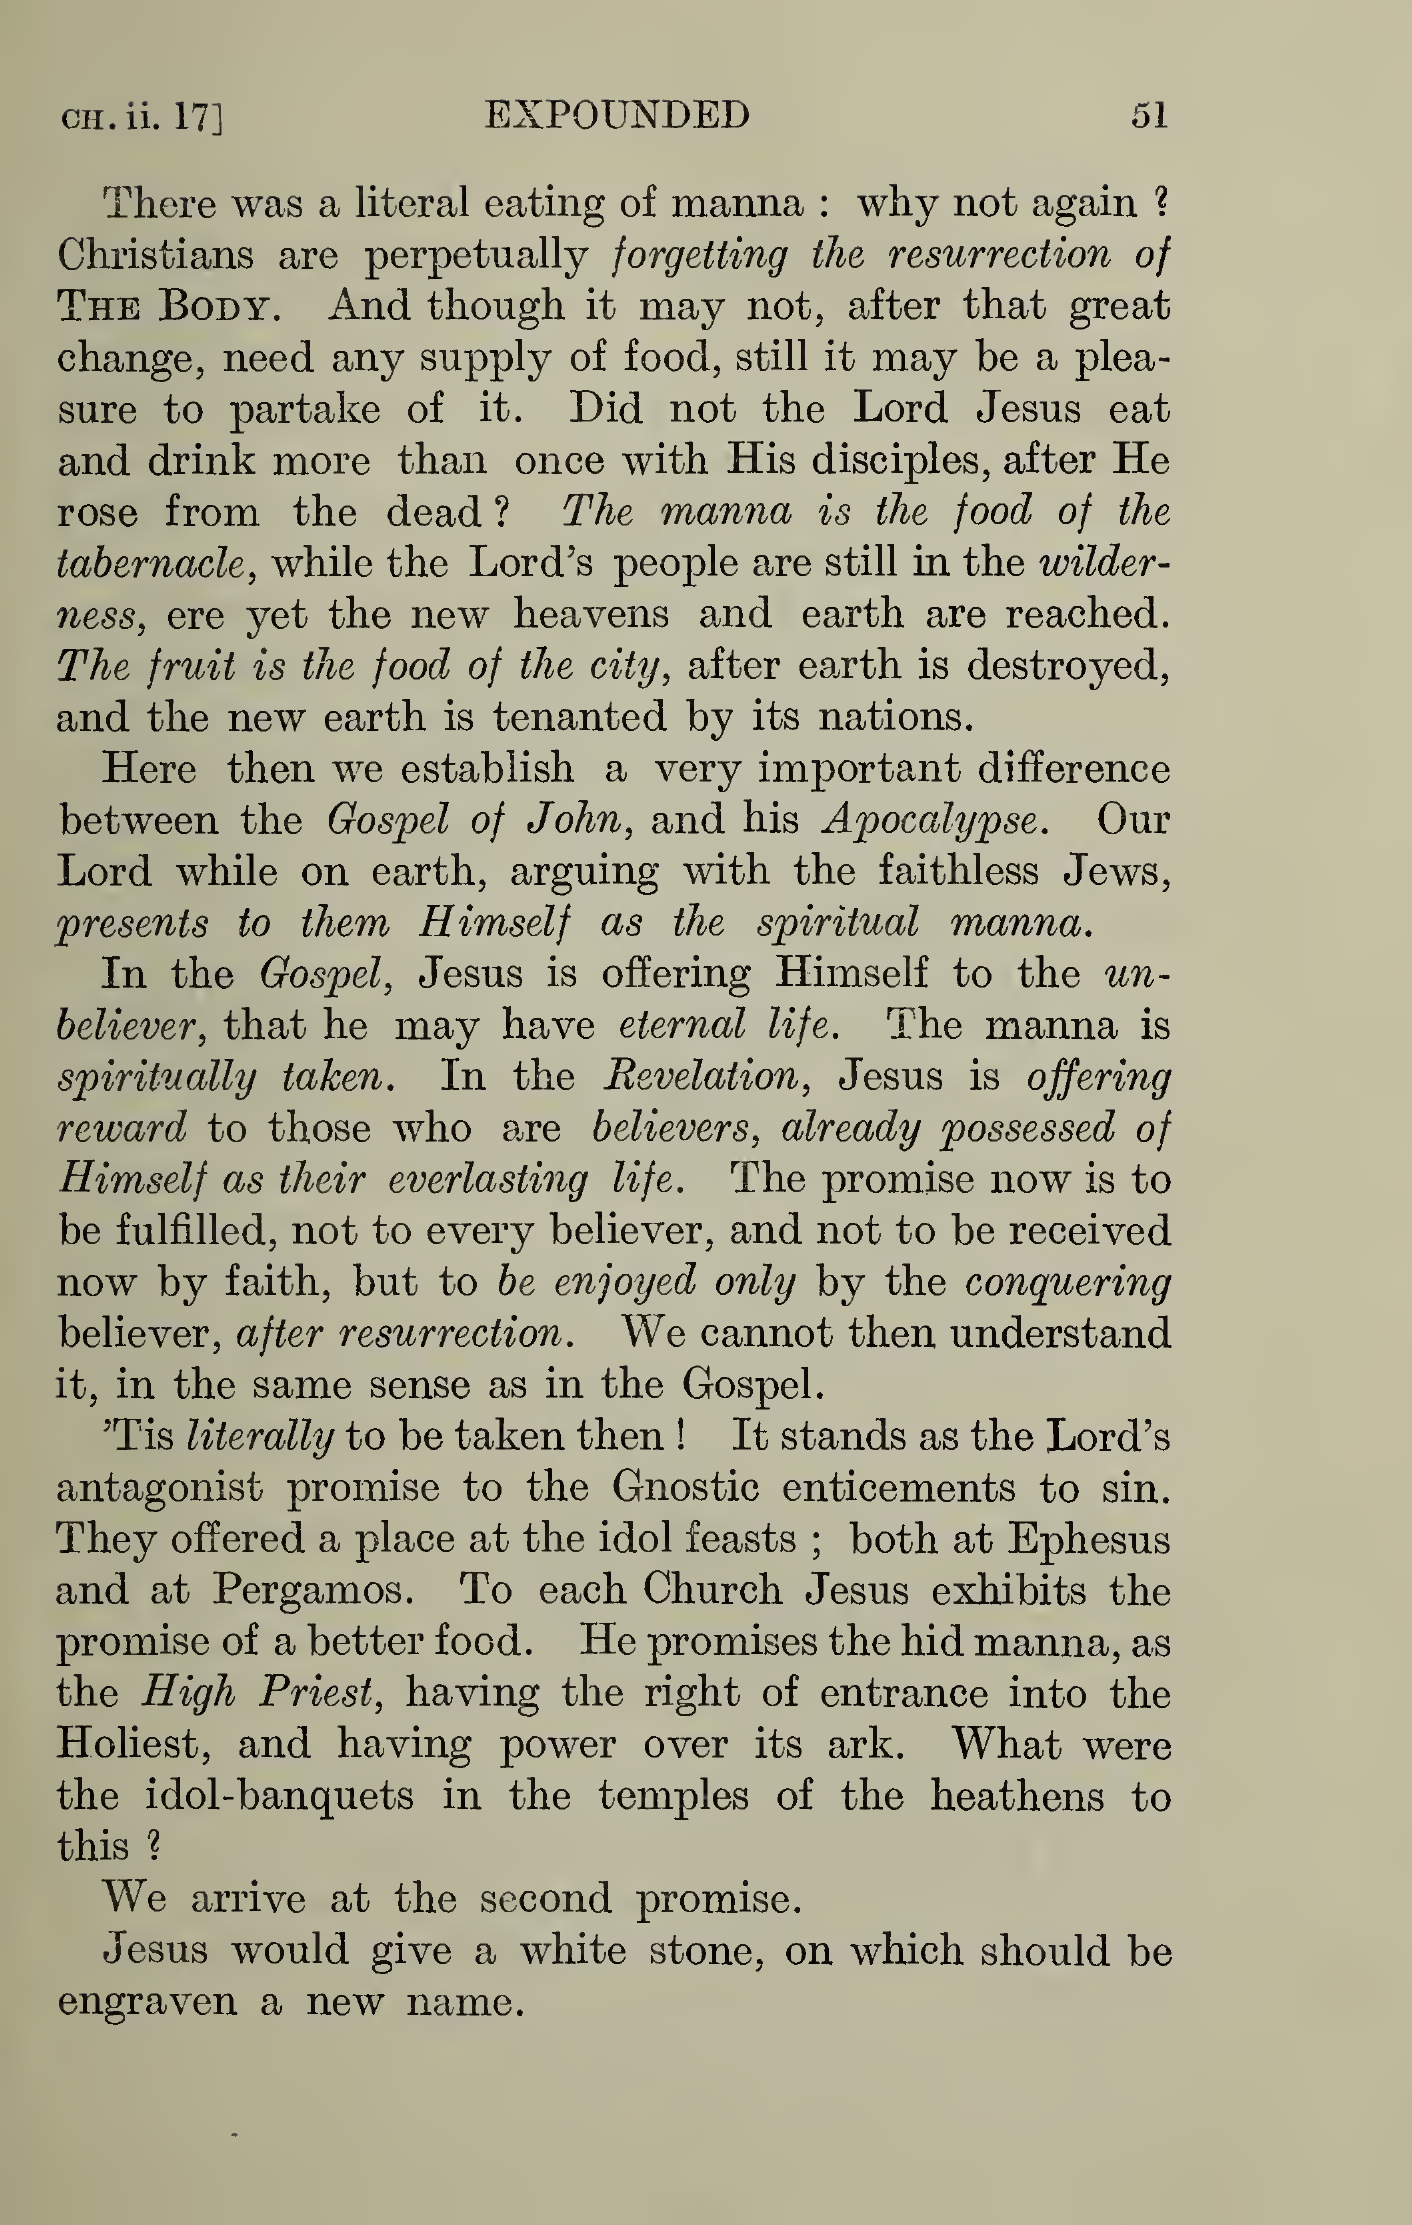 CH. ii. 17] EXPOUNDED 51
There was a literal eating of manna : why not again ?
Christians are perpetually forgetting the resurrection of
THE BODY. And though it may not, after that great
change, need any supply of food, still it may be a plea-
sure to partake of it. Did not the Lord Jesus eat
and drink more than once with His disciples, after He
rose from the dead ? The manna is the food of the
tabernacle, while the Lord's people are still in the wilder-
ness, ere yet the new heavens and earth are reached.
The fruit is the food of the city, after earth is destroyed,
and the new earth is tenanted by its nations.
Here then we establish a very important difference
between the Gospel of John, and his Apocalypse. Our
Lord while on earth, arguing with the faithless Jews,
presents to them Himself as the spiritual manna.
In the Gospel, Jesus is offering Himself to the un-
believer, that he may have eternal life. The manna is
spiritually taken. In the Revelation, Jesus is offering
reward to those who are believers, already possessed of
Himself as their everlasting life. The promise now is to
be fulfilled, not to every believer, and not to be received
now by faith, but to be enjoyed only by the conquering
believer, after resurrection. We cannot then understand
it, in the same sense as in the Gospel.
'Tis literally to be taken then ! It stands as the Lord's
antagonist promise to the Gnostic enticements to sin.
They offered a place at the idol feasts ; both at Ephesus
and at Pergamos. To each Church Jesus exhibits the
promise of a better food. He promises the hid manna, as
the High Priest, having the right of entrance into the
Holiest, and having power over its ark. What were
the idol-banquets in the temples of the heathens to
this ?
We arrive at the second promise.
Jesus would give a white stone, on which should be
engraven a new name.